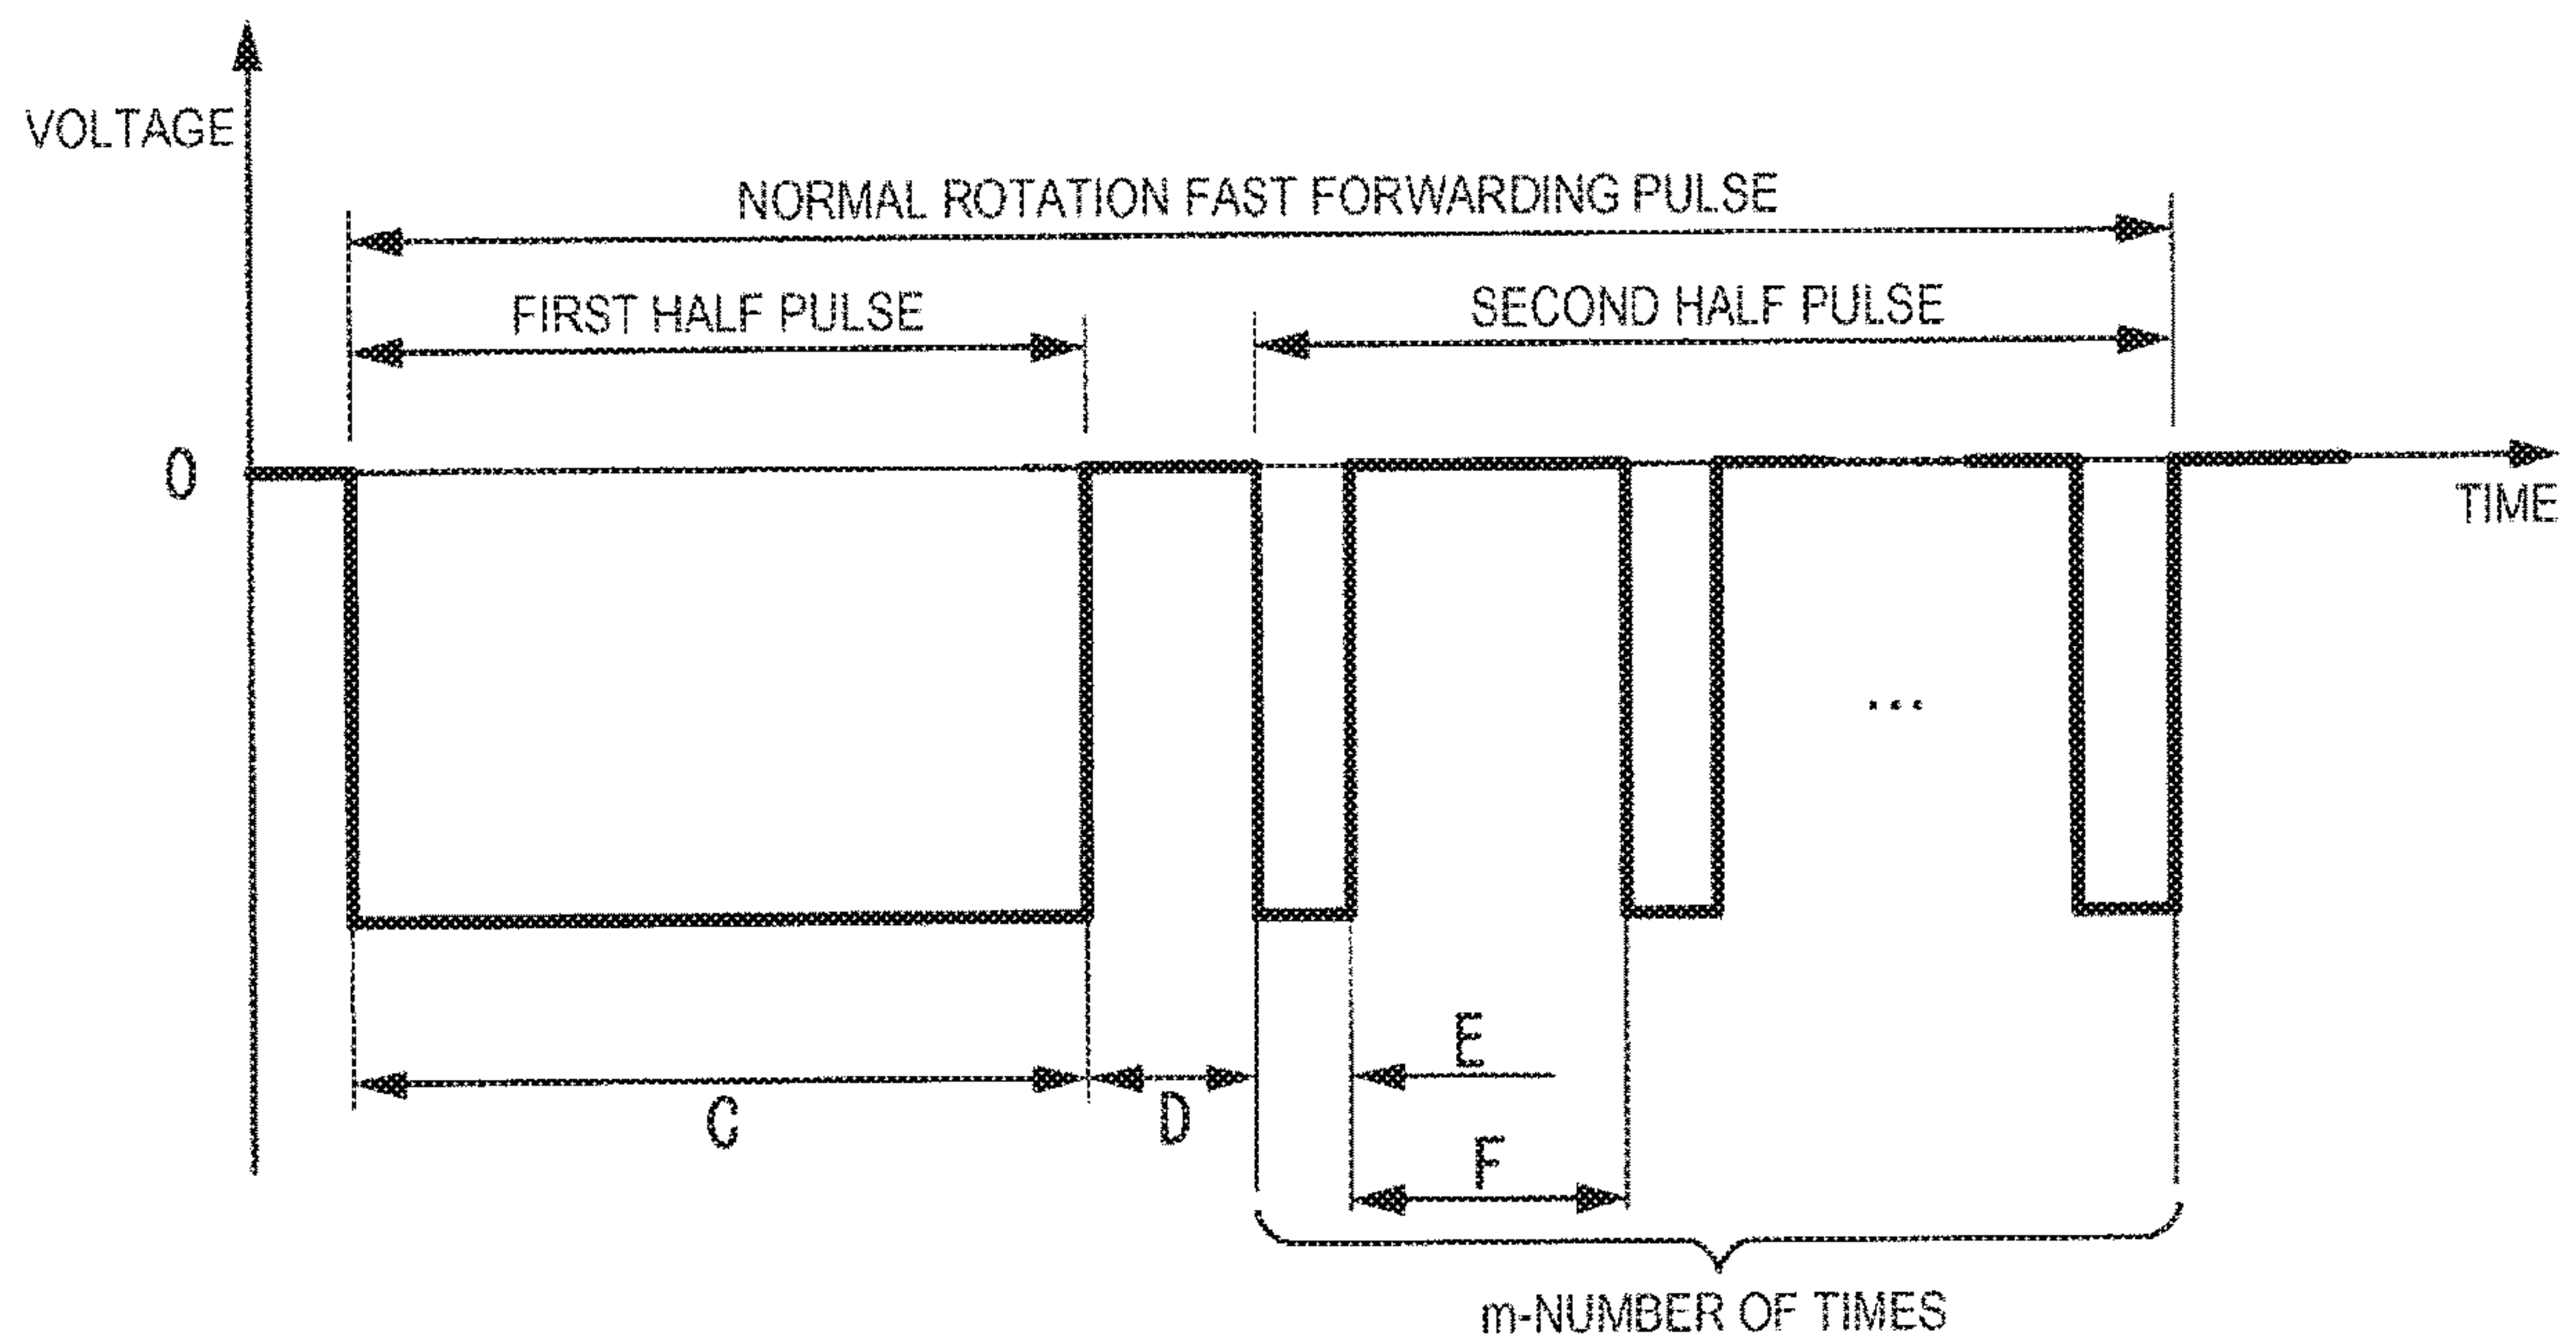 VOLTAGE
NORMAL ROTATION FAST FORWARDING PULSE
FIRST HALF PULSE
SECOND HALF PULSE
0
TIME
...
E
C
D
F
m-NUMBER OF TIMES